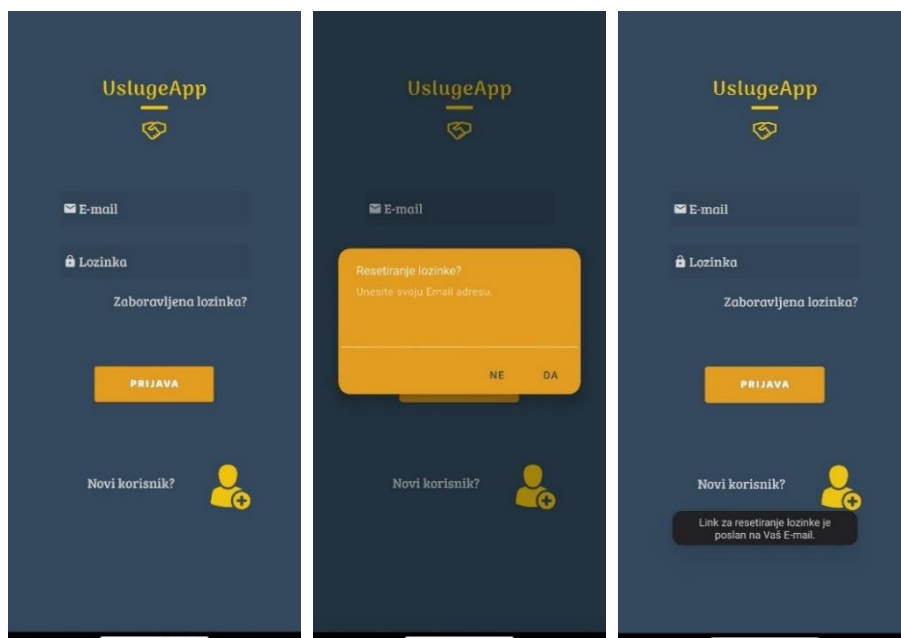 UslugeApp
E-mail
Lozinka
Zaboravljena lozinka?
PRIJAVA
Novi korisnik?
UslugeApp
E-mail
Resetiranje lozinke?
Unesite svoju Email adresu.
NE DA
Novi korisnik?
UslugeApp
E-mail
Lozinka
Zaboravljena lozinka?
PRIJAVA
Novi korisnik?
Link za resetiranje lozinke je
poslan na Vaš E-mail.